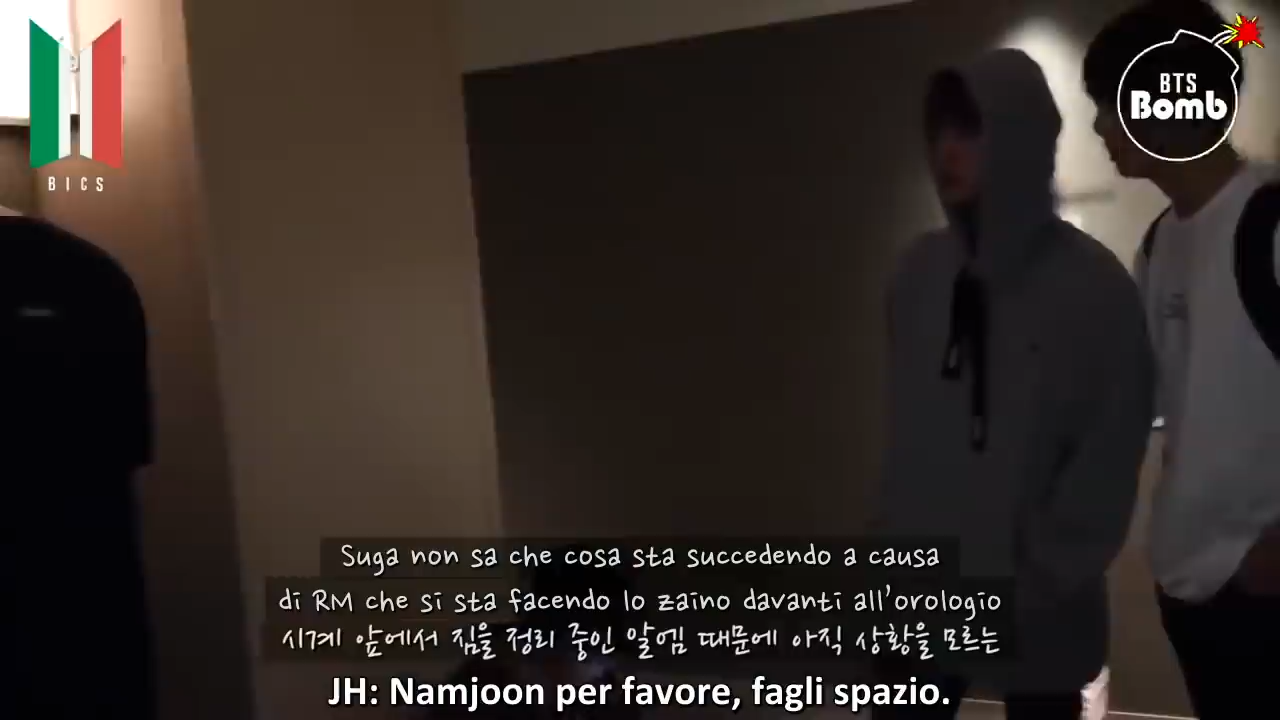 BICS
BTS
Bomb
Suga non sa che cosa sta succedendo a causa
di RM che si sta facendo lo zaino davanti all'orologio
시계 앞에서 짐을 정리 중인 알엠 때문에 아직 상황을 모르는
JH: Namjoon per favore, fagli spazio.